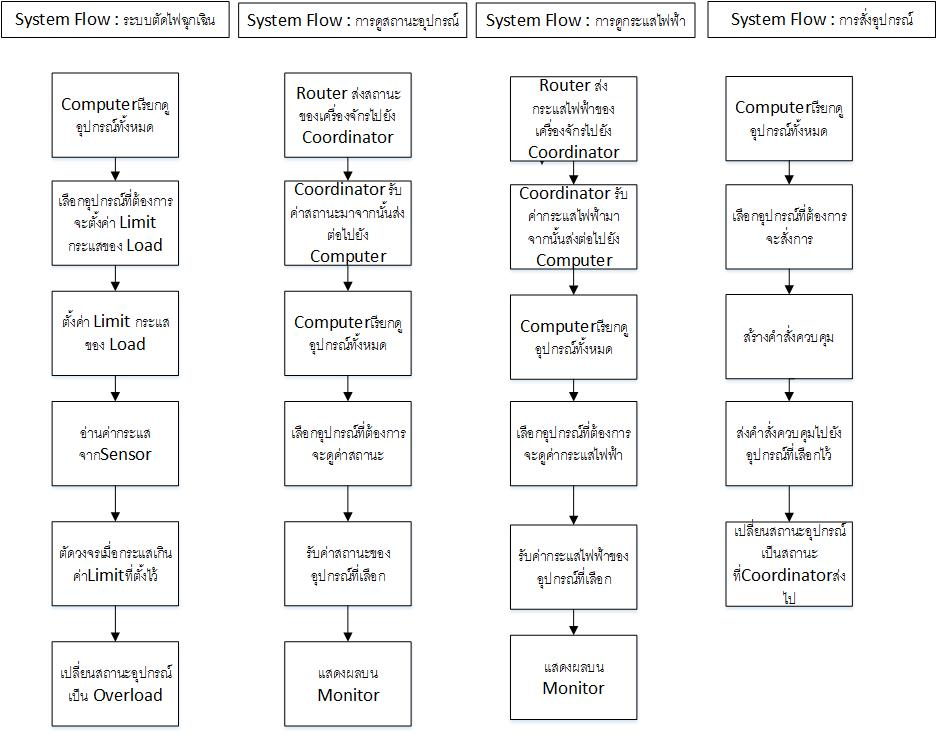 System Flow : ระบบตัดไฟฉุกเฉิน
Computerเรียกดู
อุปกรณ์ทั้งหมด
เลือกอุปกรณ์ที่ต้องการ
จะตั้งค่า Limit
กระแสของ Load
ตั้งค่า Limit กระแส
ของ Load
อ่านค่ากระแส
จากSensor
ตัดวงจรเมื่อกระแสเกิน
ค่าLimitที่ตั้งไว้
เปลี่ยนสถานะอุปกรณ์
เป็น Overload
System Flow : การดูสถานะอุปกรณ์
Router ส่งสถานะ
ของเครื่องจักรไปยัง
Coordinator
Coordinator รับ
ค่าสถานะมาจากนั้นส่ง
ต่อไปยัง
Computer
Computerเรียกดู
อุปกรณ์ทั้งหมด
เลือกอุปกรณ์ที่ต้องการ
จะดูค่าสถานะ
รับค่าสถานะของ
อุปกรณ์ที่เลือก
แสดงผลบน
Monitor
System Flow : การดูกระแสไฟฟ้า
Router ส่ง
กระแสไฟฟ้าของ
เครื่องจักรไปยัง
Coordinator
Coordinator รับ
ค่ากระแสไฟฟ้ามา
จากนั้นส่งต่อไปยัง
Computer
Computerเรียกดู
อุปกรณ์ทั้งหมด
เลือกอุปกรณ์ที่ต้องการ
จะดูค่ากระแสไฟฟ้า
รับค่ากระแสไฟฟ้าของ
อุปกรณ์ที่เลือก
แสดงผลบน
Monitor
System Flow : การสั่งอุปกรณ์
Computerเรียกดู
อุปกรณ์ทั้งหมด
เลือกอุปกรณ์ที่ต้องการ
จะสั่งการ
สร้างคำสั่งควบคุม
ส่งคำสั่งควบคุมไปยัง
อุปกรณ์ที่เลือกไว้
เปลี่ยนสถานะอุปกรณ์
เป็นสถานะ
ที่Coordinatorส่ง
ไป